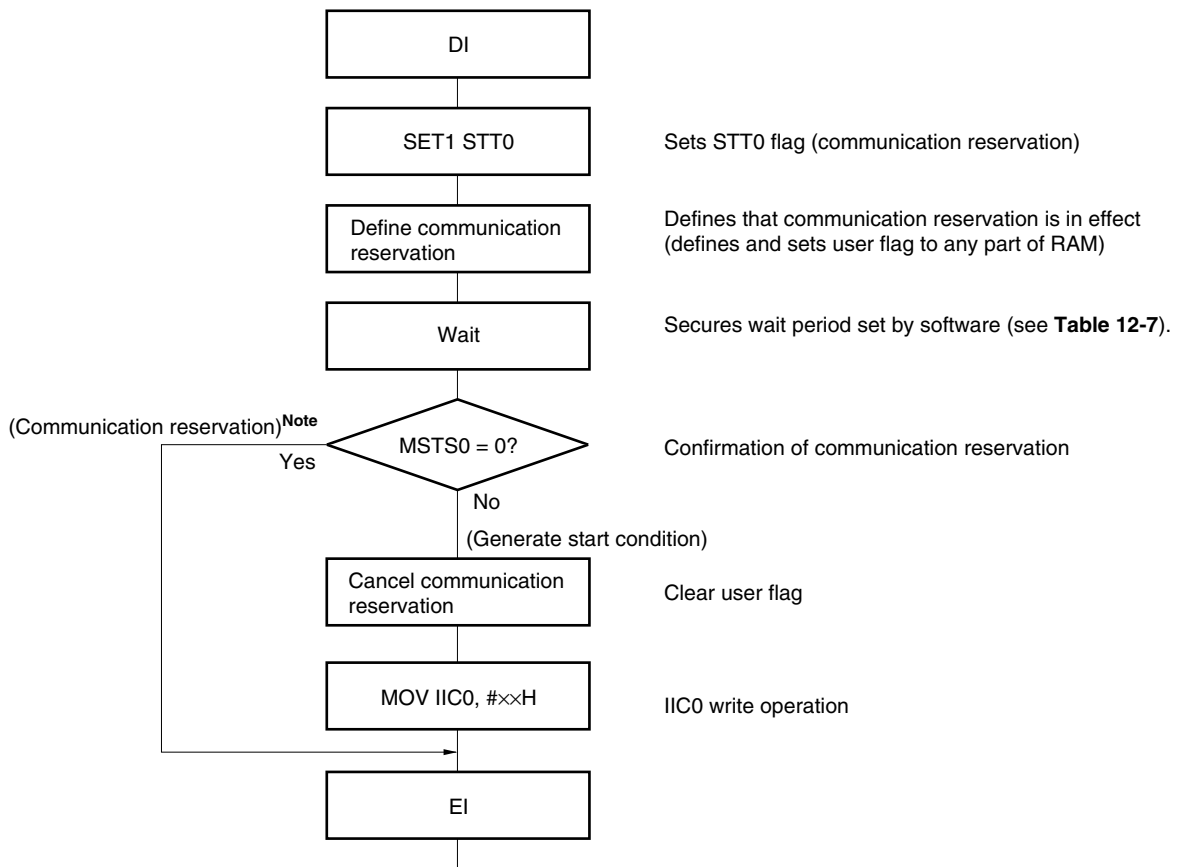 DI
SET1 STT0
Sets STT0 flag (communication reservation)
Define communication
reservation
Defines that communication reservation is in effect
(defines and sets user flag to any part of RAM)
Wait
Secures wait period set by software (see Table 12-7).
(Communication reservation)Note
Yes
MSTS0 = 0?
Confirmation of communication reservation
No
(Generate start condition)
Cancel communication
reservation
Clear user flag
MOV IIC0, #××H
IIC0 write operation
EI